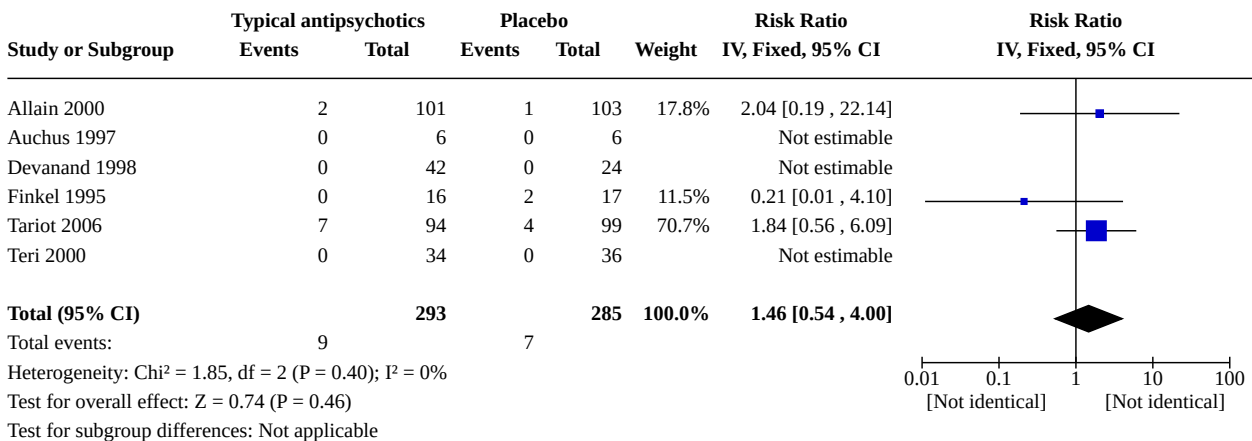 Typical antipsychotics Placebo Risk Ratio Risk Ratio
Study or Subgroup Events Total Events Total Weight IV, Fixed, 95% CI IV, Fixed, 95% CI
Allain 2000 2 101 1 103 17.8% 2.04 [0.19 , 22.14]
Auchus 1997 0 6 0 6 Not estimable
Devanand 1998 0 42 0 24 Not estimable
Finkel 1995 0 16 2 17 11.5% 0.21 [0.01 , 4.10]
Tariot 2006 7 94 4 99 70.7% 1.84 [0.56 , 6.09]
Teri 2000 0 34 0 36 Not estimable
Total (95% CI) 293 285 100.0% 1.46 [0.54 , 4.00]
Total events: 9 7
Heterogeneity: Chi² = 1.85, df = 2 (P = 0.40); I² = 0%
0.01 0.1 1 10 100
Test for overall effect: Z = 0.74 (P = 0.46) [Not identical] [Not identical]
Test for subgroup differences: Not applicable